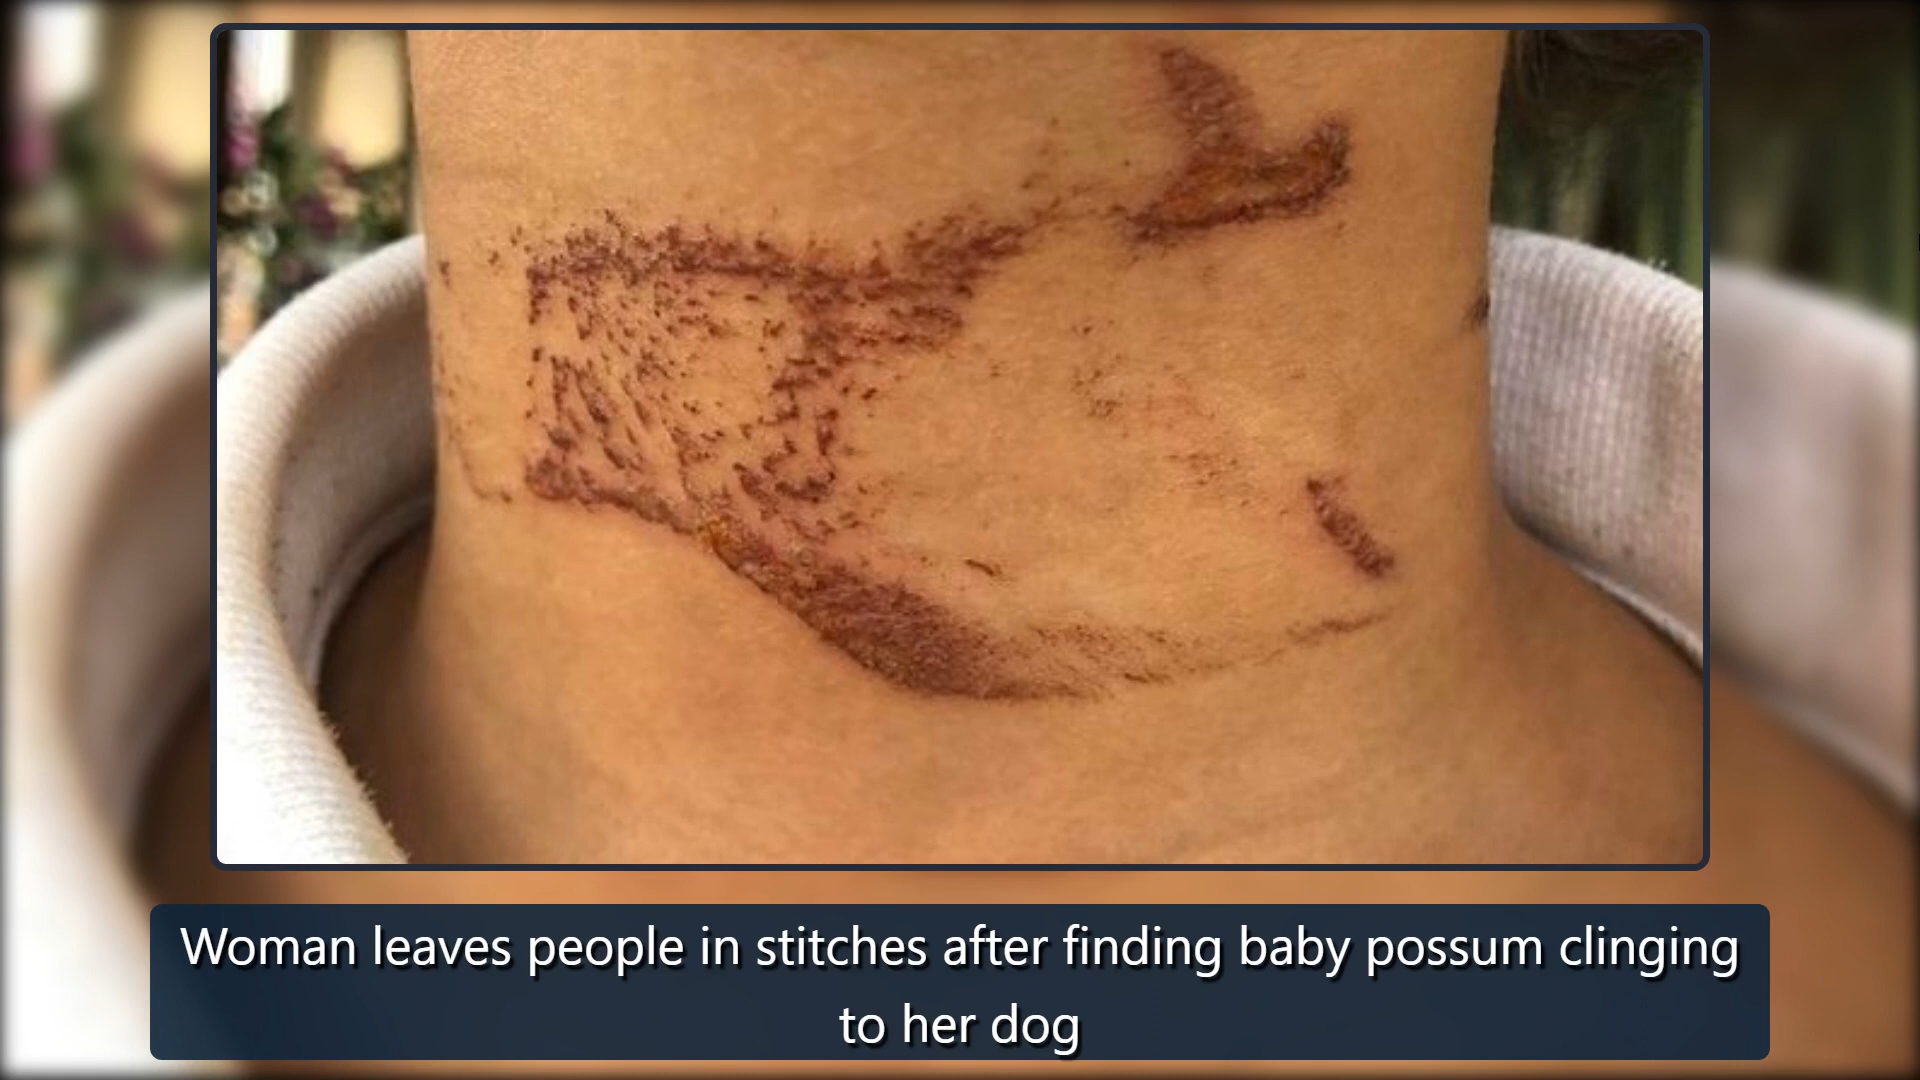 Woman leaves people in stitches after finding baby possum clinging
to her dog